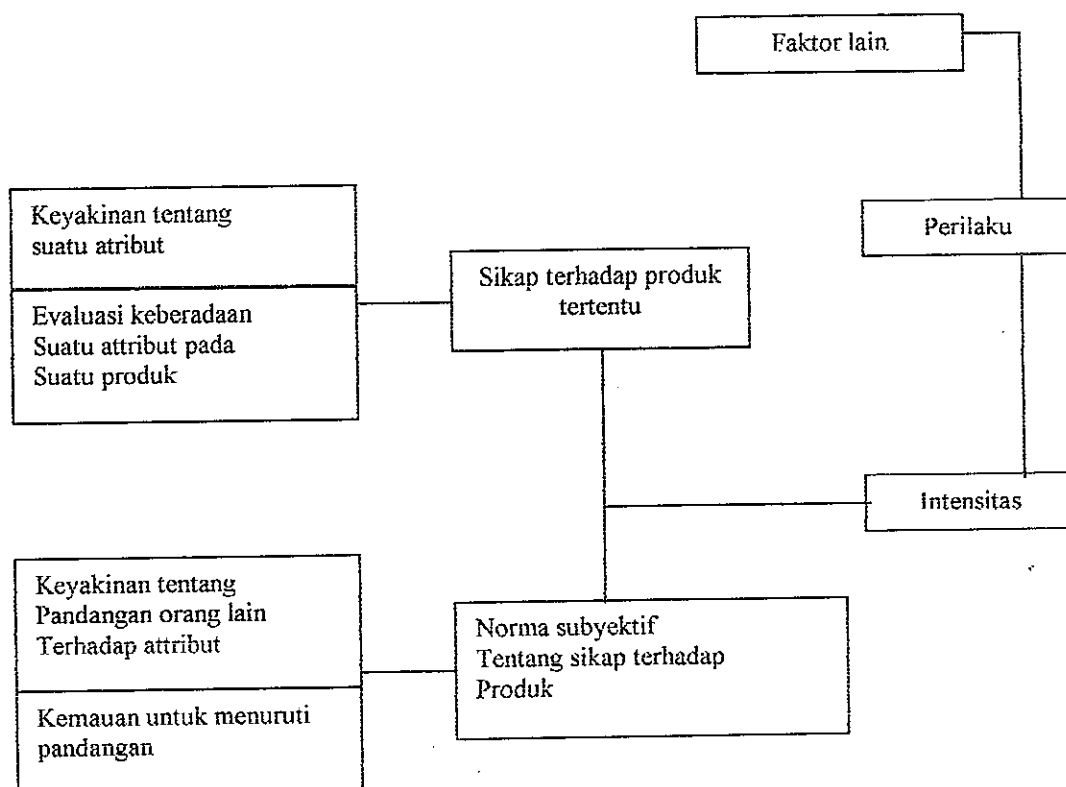 Faktor lain
Keyakinan tentang
suatu atribut
Perilaku
Sikap terhadap produk
tertentu
Evaluasi keberadaan
Suatu attribut pada
Suatu produk
Intensitas
Keyakinan tentang
Pandangan orang lain
Terhadap attribut
Norma subyektif
Tentang sikap terhadap
Produk
Kemauan untuk menuruti
pandangan